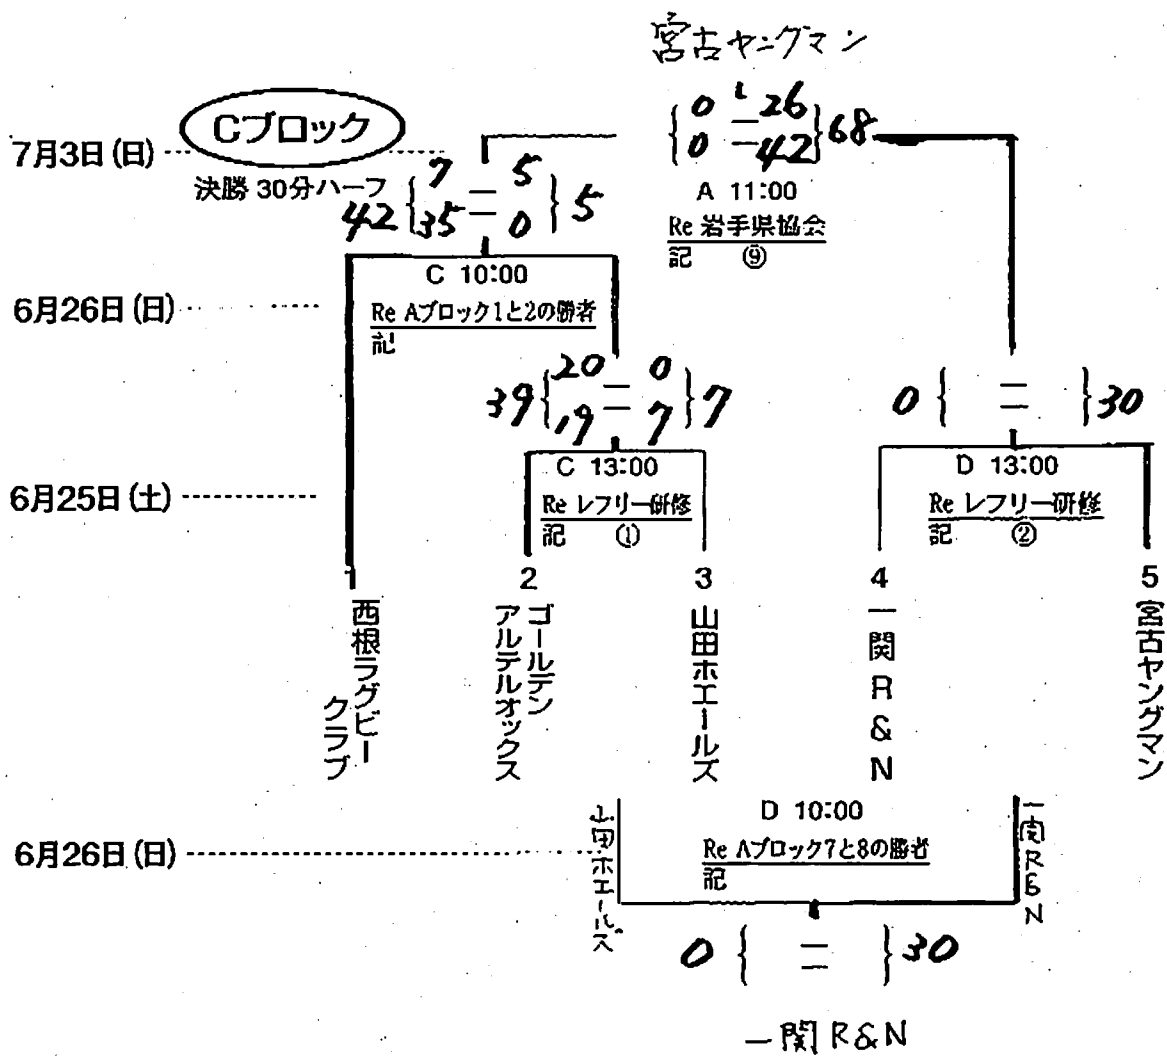 宮古ヤングマン
Cブロック
7月3日(日)
決勝 30分ハーフ
0 - 26
0 - 42
68
A 11:00
Re 岩手県協会
記 ⑨
7 - 5
35 - 0
42
5
C 10:00
6月26日(日)
Re Aブロック1と2の勝者
記
20 - 0
19 - 7
39
7
0 { = } 30
C 13:00
D 13:00
6月25日(土)
Re レフリー研修
記 ①
Re レフリー研修
記 ②
1
2
3
4
5
西根ラグビー
クラブ
ゴールデン
アルテルオックス
山田ホエールズ
一関R&N
宮古ヤングマン
6月26日(日)
山田ホエールズ
D 10:00
Re Aブロック7と8の勝者
記
一関R&N
0 { = } 30
一関R&N